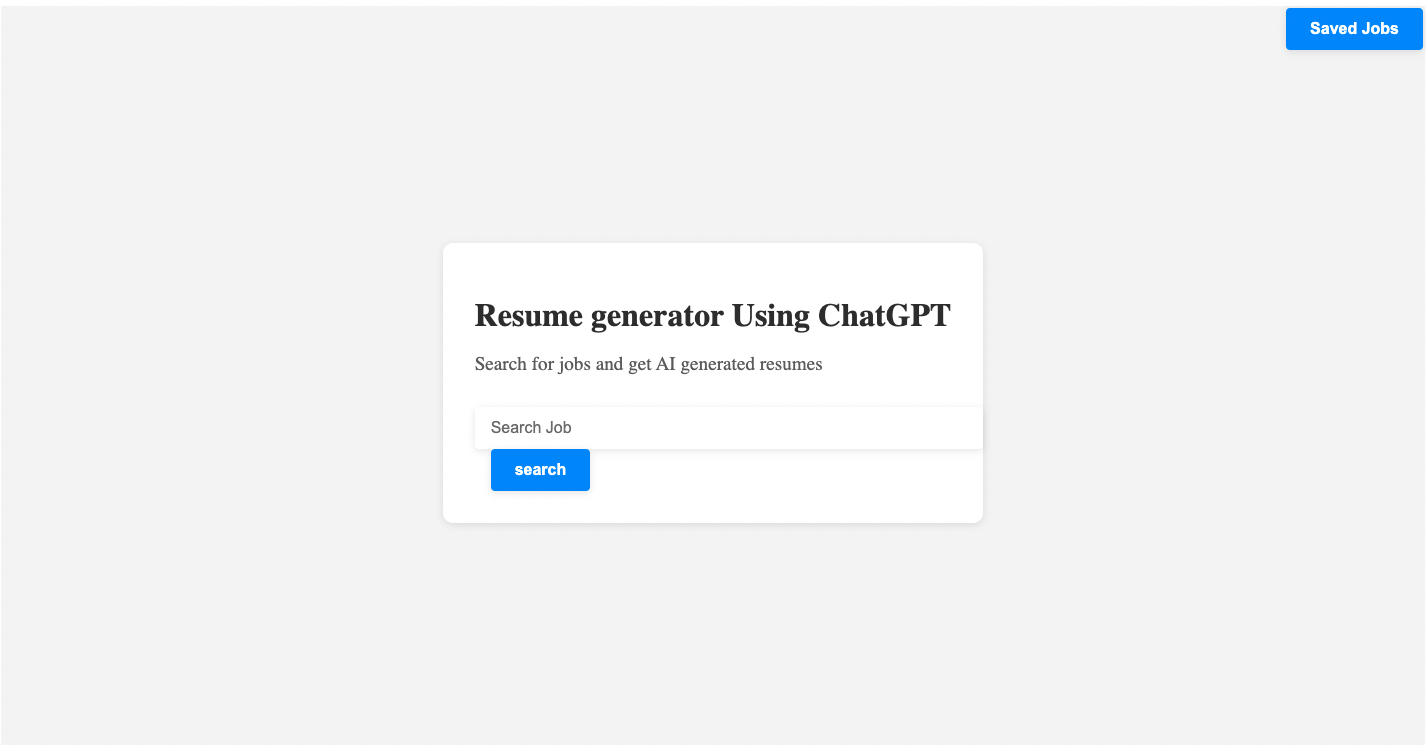 Saved Jobs
Resume generator Using ChatGPT
Search for jobs and get AI generated resumes
Search Job
search